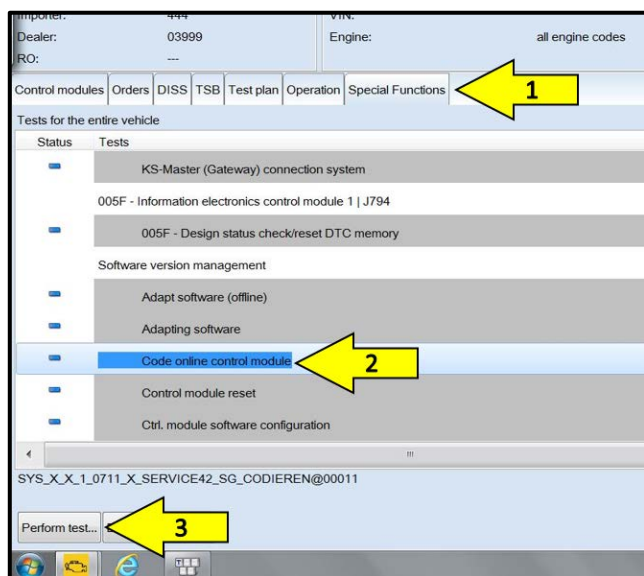 Importer: 444 VIN:
Dealer: 03999 Engine: all engine codes
RO: ---
Control modules Orders DISS TSB Test plan Operation Special Functions 1
Tests for the entire vehicle
Status Tests
KS-Master (Gateway) connection system
005F - Information electronics control module 1 | J794
005F - Design status check/reset DTC memory
Software version management
Adapt software (offline)
Adapting software
Code online control module 2
Control module reset
Ctrl. module software configuration
SYS_X_X_1_0711_X_SERVICE42_SG_CODIEREN@00011
Perform test... 3